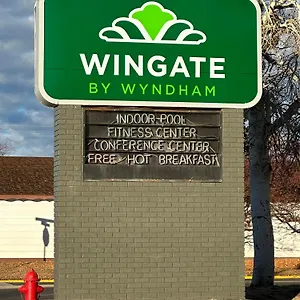 WINGATE
BY WYNDHAM
INDOOR-POOL
FITNESS CENTER
CONFERENCE CENTER
FREE HOT BREAKFAST